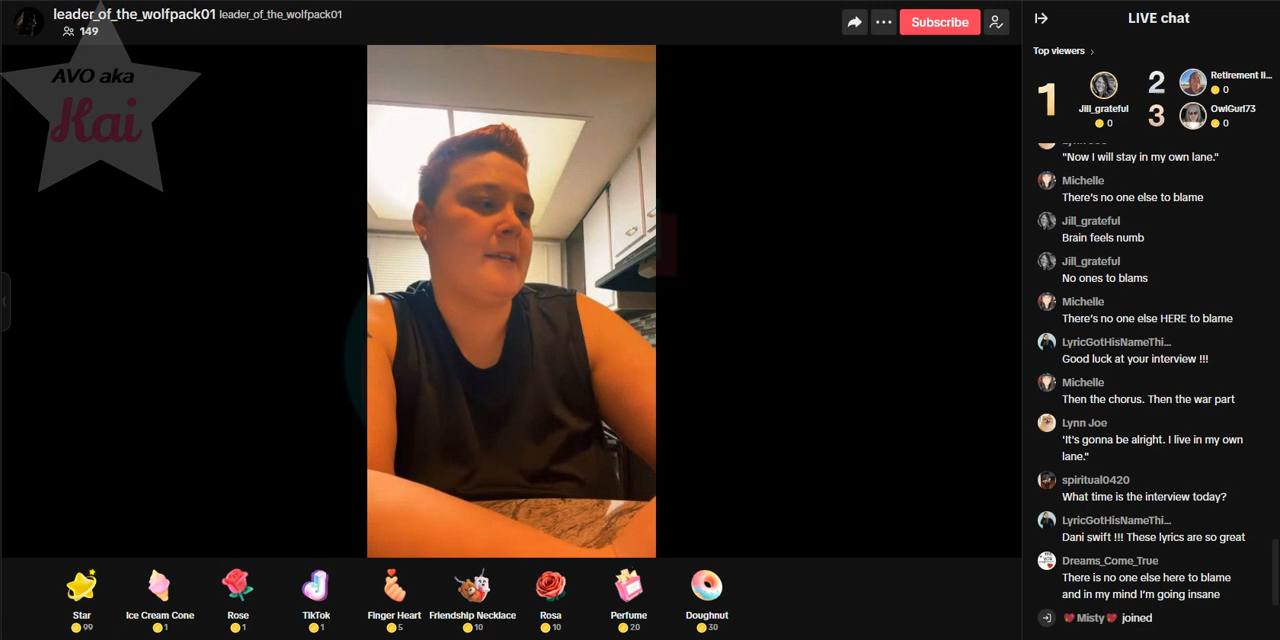 leader_of_the_wolfpack01 leader_of_the_wolfpack01
149
Subscribe
AVO aka
Kai
LIVE chat
Top viewers
1
Jill_grateful
0
2
Retirement li...
0
3
OwlGurl73
0
"Now I will stay in my own lane."
Michelle
There's no one else to blame
Jill_grateful
Brain feels numb
Jill_grateful
No ones to blams
Michelle
There's no one else HERE to blame
LyricGotHisNameThi...
Good luck at your interview !!!
Michelle
Then the chorus. Then the war part
Lynn Joe
'It's gonna be alright. I live in my own
lane."
spiritual0420
What time is the interview today?
LyricGotHisNameThi...
Dani swift !!! These lyrics are so great
Dreams_Come_True
There is no one else here to blame
and in my mind I'm going insane
Misty joined
Star
99
Ice Cream Cone
1
Rose
1
TikTok
1
Finger Heart
5
Friendship Necklace
10
Rosa
10
Perfume
20
Doughnut
30